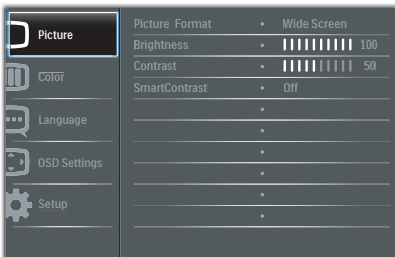 Picture
Color
Language
OSD Settings
Setup
Picture Format • Wide Screen
Brightness • 100
Contrast • 50
SmartContrast • Off